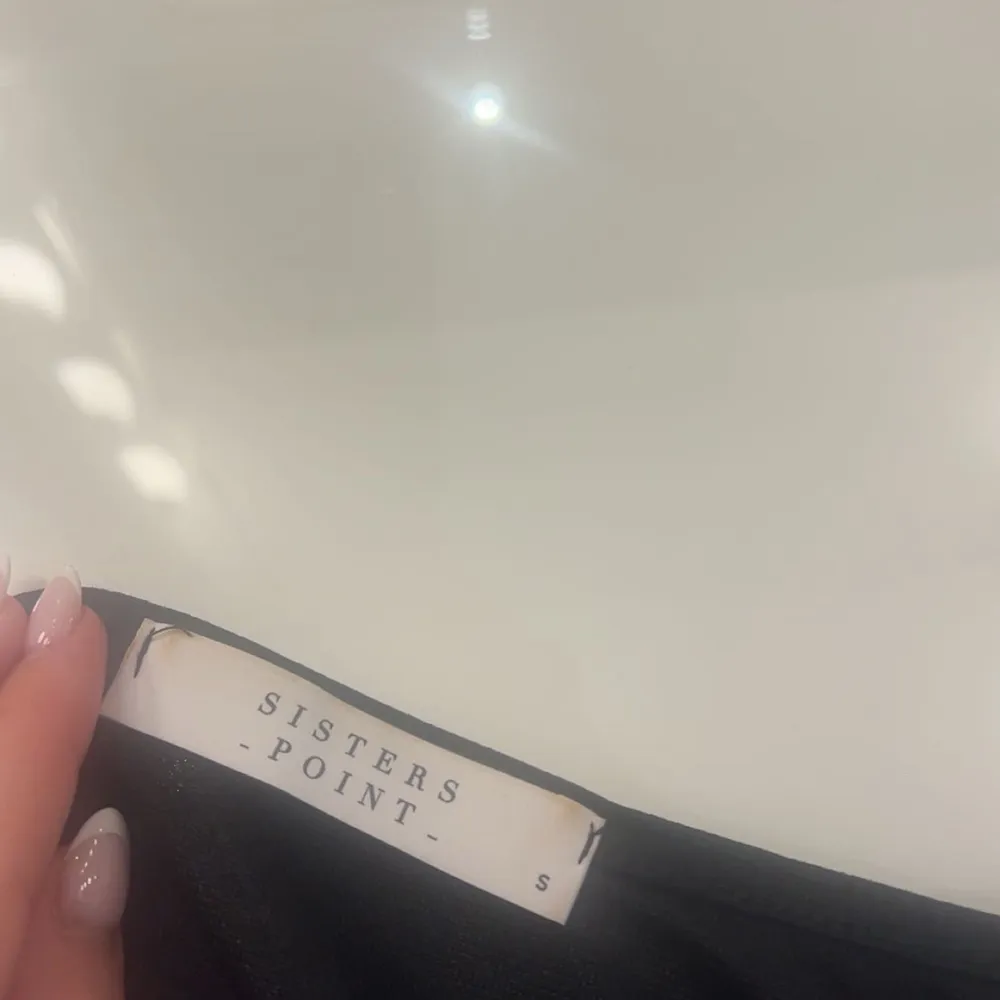 SISTERS
- POINT -
S